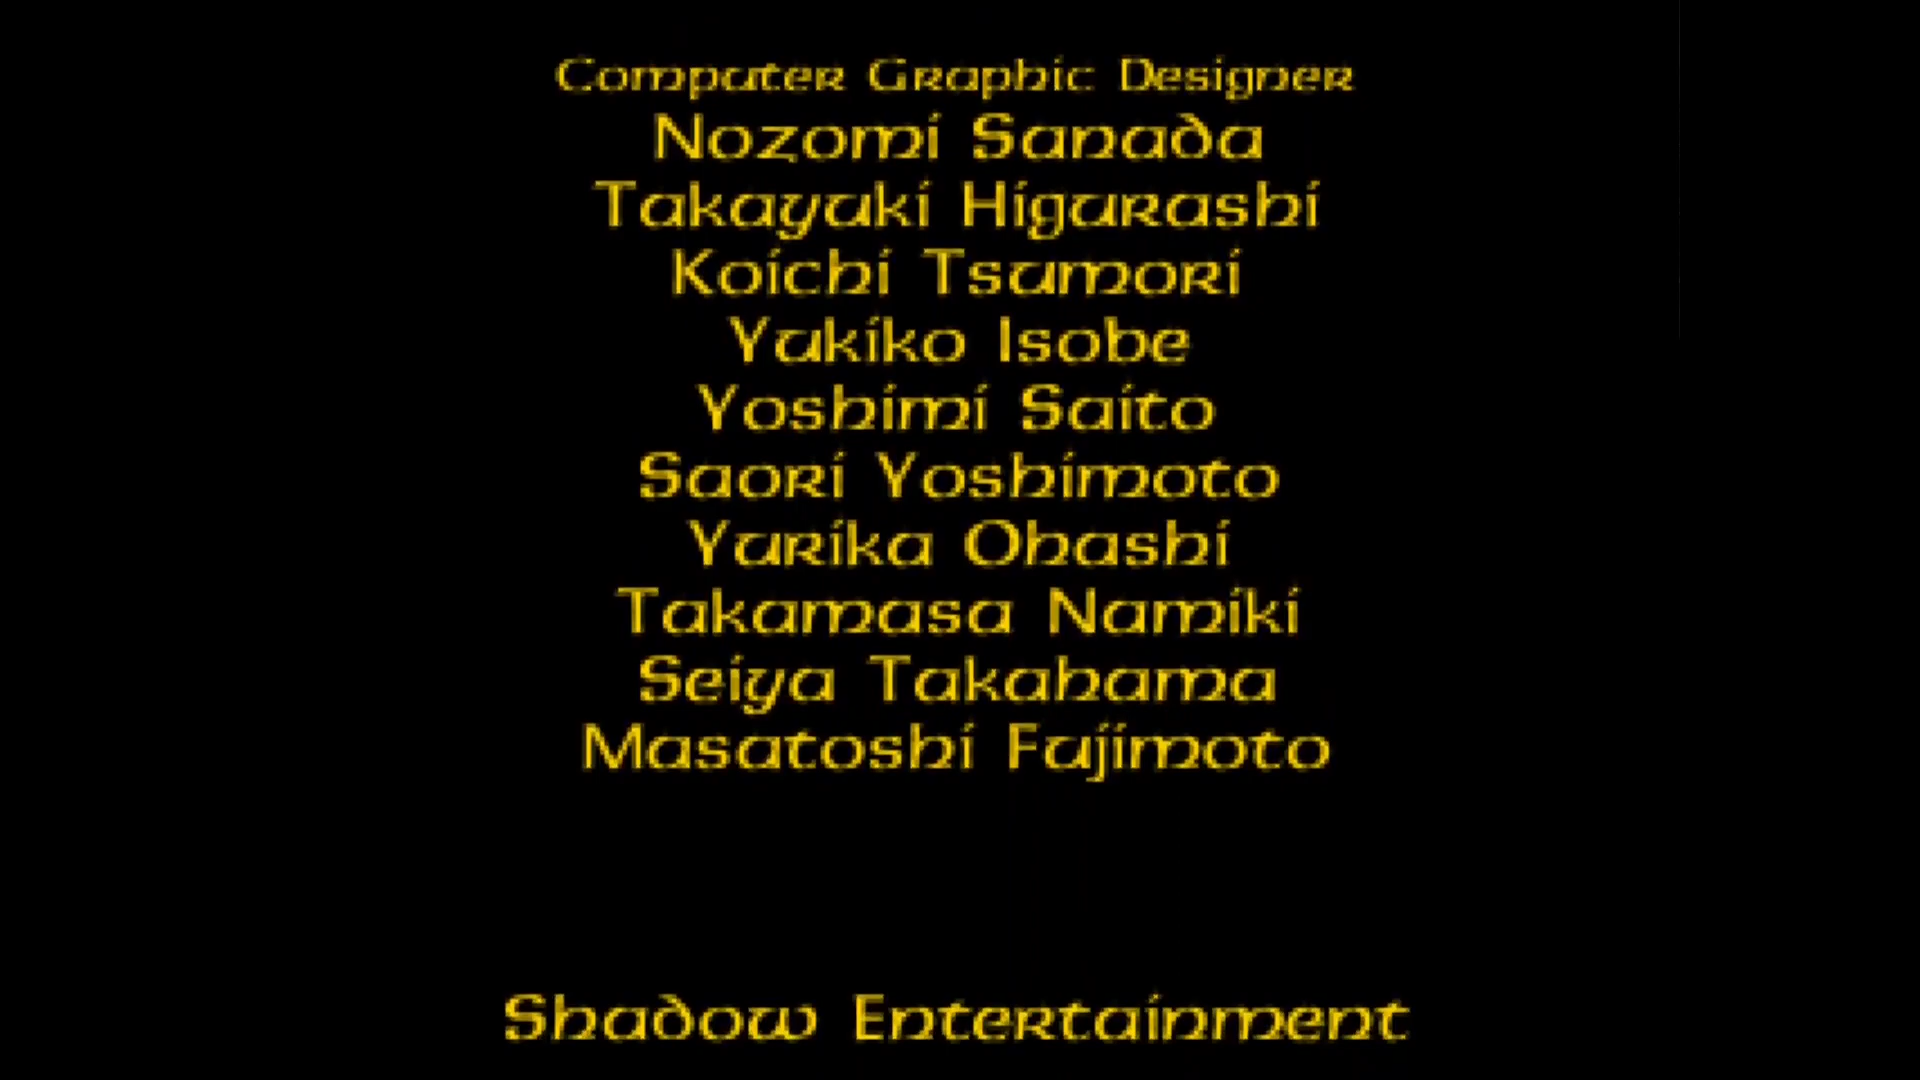 Computer Graphic Designer
Nozomi Sanada
Takayuki Higurashi
Koichi Tsumori
Yukiko Isobe
Yoshimi Saito
Saori Yoshimoto
Yurika Ohashi
Takamasa Namiki
Seiya Takahama
Masatoshi Fujimoto
Shadow Entertainment